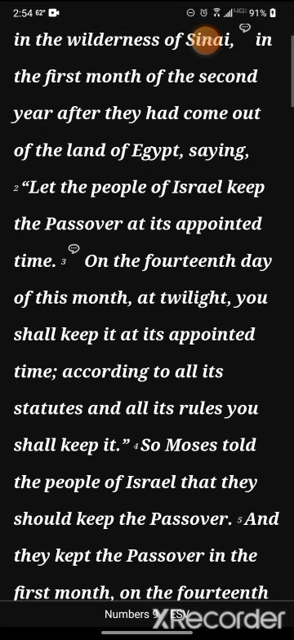 2:54 62° 91%
in the wilderness of Sinai, in
the first month of the second
year after they had come out
of the land of Egypt, saying,
2 “Let the people of Israel keep
the Passover at its appointed
time. 3 On the fourteenth day
of this month, at twilight, you
shall keep it at its appointed
time; according to all its
statutes and all its rules you
shall keep it.” 4 So Moses told
the people of Israel that they
should keep the Passover. 5 And
they kept the Passover in the
first month, on the fourteenth
Numbers 9 ESV
XRecorder